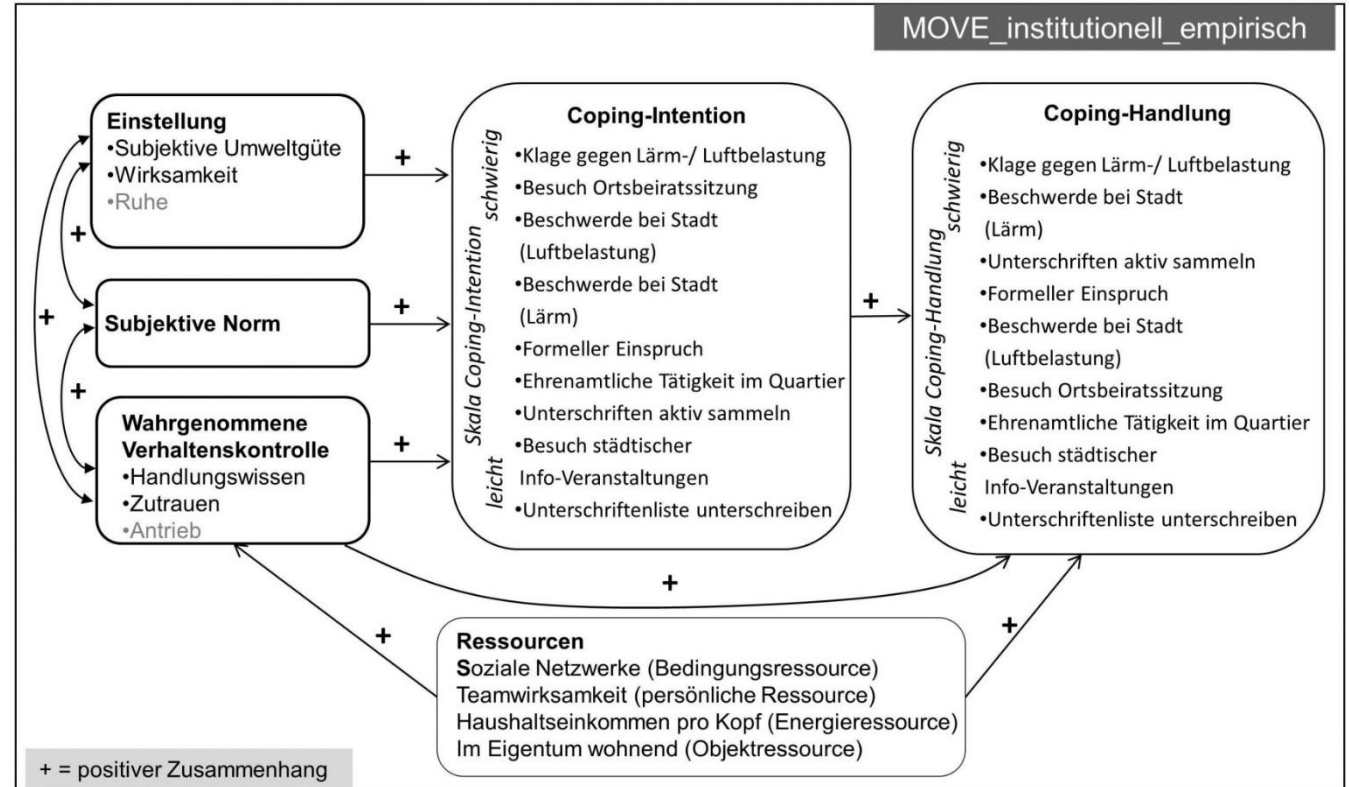 MOVE_institutionell_empirisch
Einstellung
•Subjektive Umweltgüte
•Wirksamkeit
•Ruhe
Subjektive Norm
Wahrgenommene
Verhaltenskontrolle
•Handlungswissen
•Zutrauen
•Antrieb
+
+
+
+
+
+
Skala Coping-Intention
schwierig
leicht
Coping-Intention
•Klage gegen Lärm-/ Luftbelastung
•Besuch Ortsbeiratssitzung
•Beschwerde bei Stadt
(Luftbelastung)
•Beschwerde bei Stadt
(Lärm)
•Formeller Einspruch
•Ehrenamtliche Tätigkeit im Quartier
•Unterschriften aktiv sammeln
•Besuch städtischer
Info-Veranstaltungen
•Unterschriftenliste unterschreiben
+
Skala Coping-Handlung
schwierig
leicht
Coping-Handlung
•Klage gegen Lärm-/ Luftbelastung
•Beschwerde bei Stadt
(Lärm)
•Unterschriften aktiv sammeln
•Formeller Einspruch
•Beschwerde bei Stadt
(Luftbelastung)
•Besuch Ortsbeiratssitzung
•Ehrenamtliche Tätigkeit im Quartier
•Besuch städtischer
Info-Veranstaltungen
•Unterschriftenliste unterschreiben
+
+
+
Ressourcen
Soziale Netzwerke (Bedingungsressource)
Teamwirksamkeit (persönliche Ressource)
Haushaltseinkommen pro Kopf (Energieressource)
Im Eigentum wohnend (Objektressource)
+ = positiver Zusammenhang